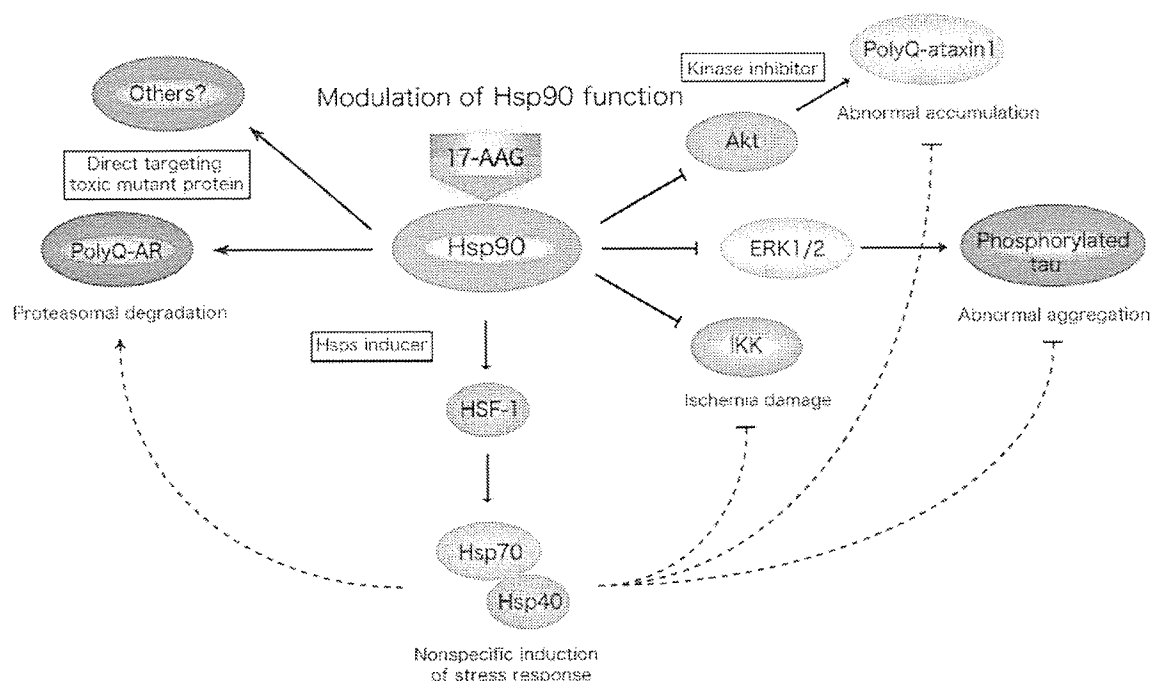 PolyQ-ataxin1
Kinase inhibitor
Others?
Modulation of Hsp90 function
Abnormal accumulation
Akt
17-AAG
Direct targeting
toxic mutant protein
PolyQ-AR
Hsp90
ERK1/2
Phosphorylated
tau
Proteasomal degradation
Abnormal aggregation
Hsps inducer
IKK
Ischemia damage
HSF-1
Hsp70
Hsp40
Nonspecific induction
of stress response